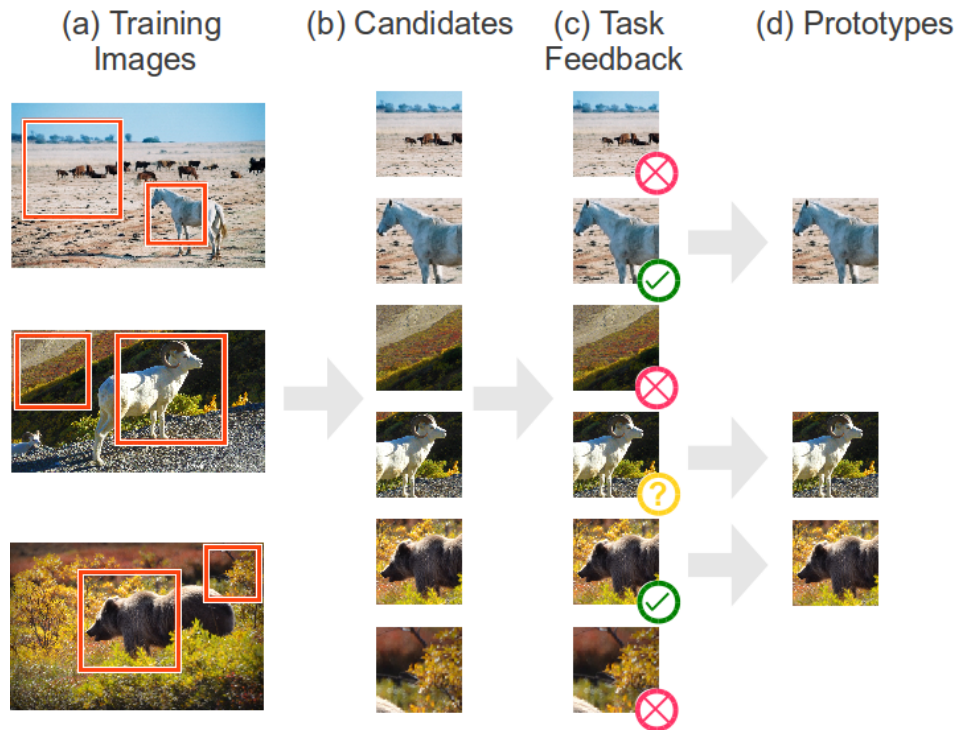 (a) Training
Images
(b) Candidates
(c) Task
Feedback
(d) Prototypes
?